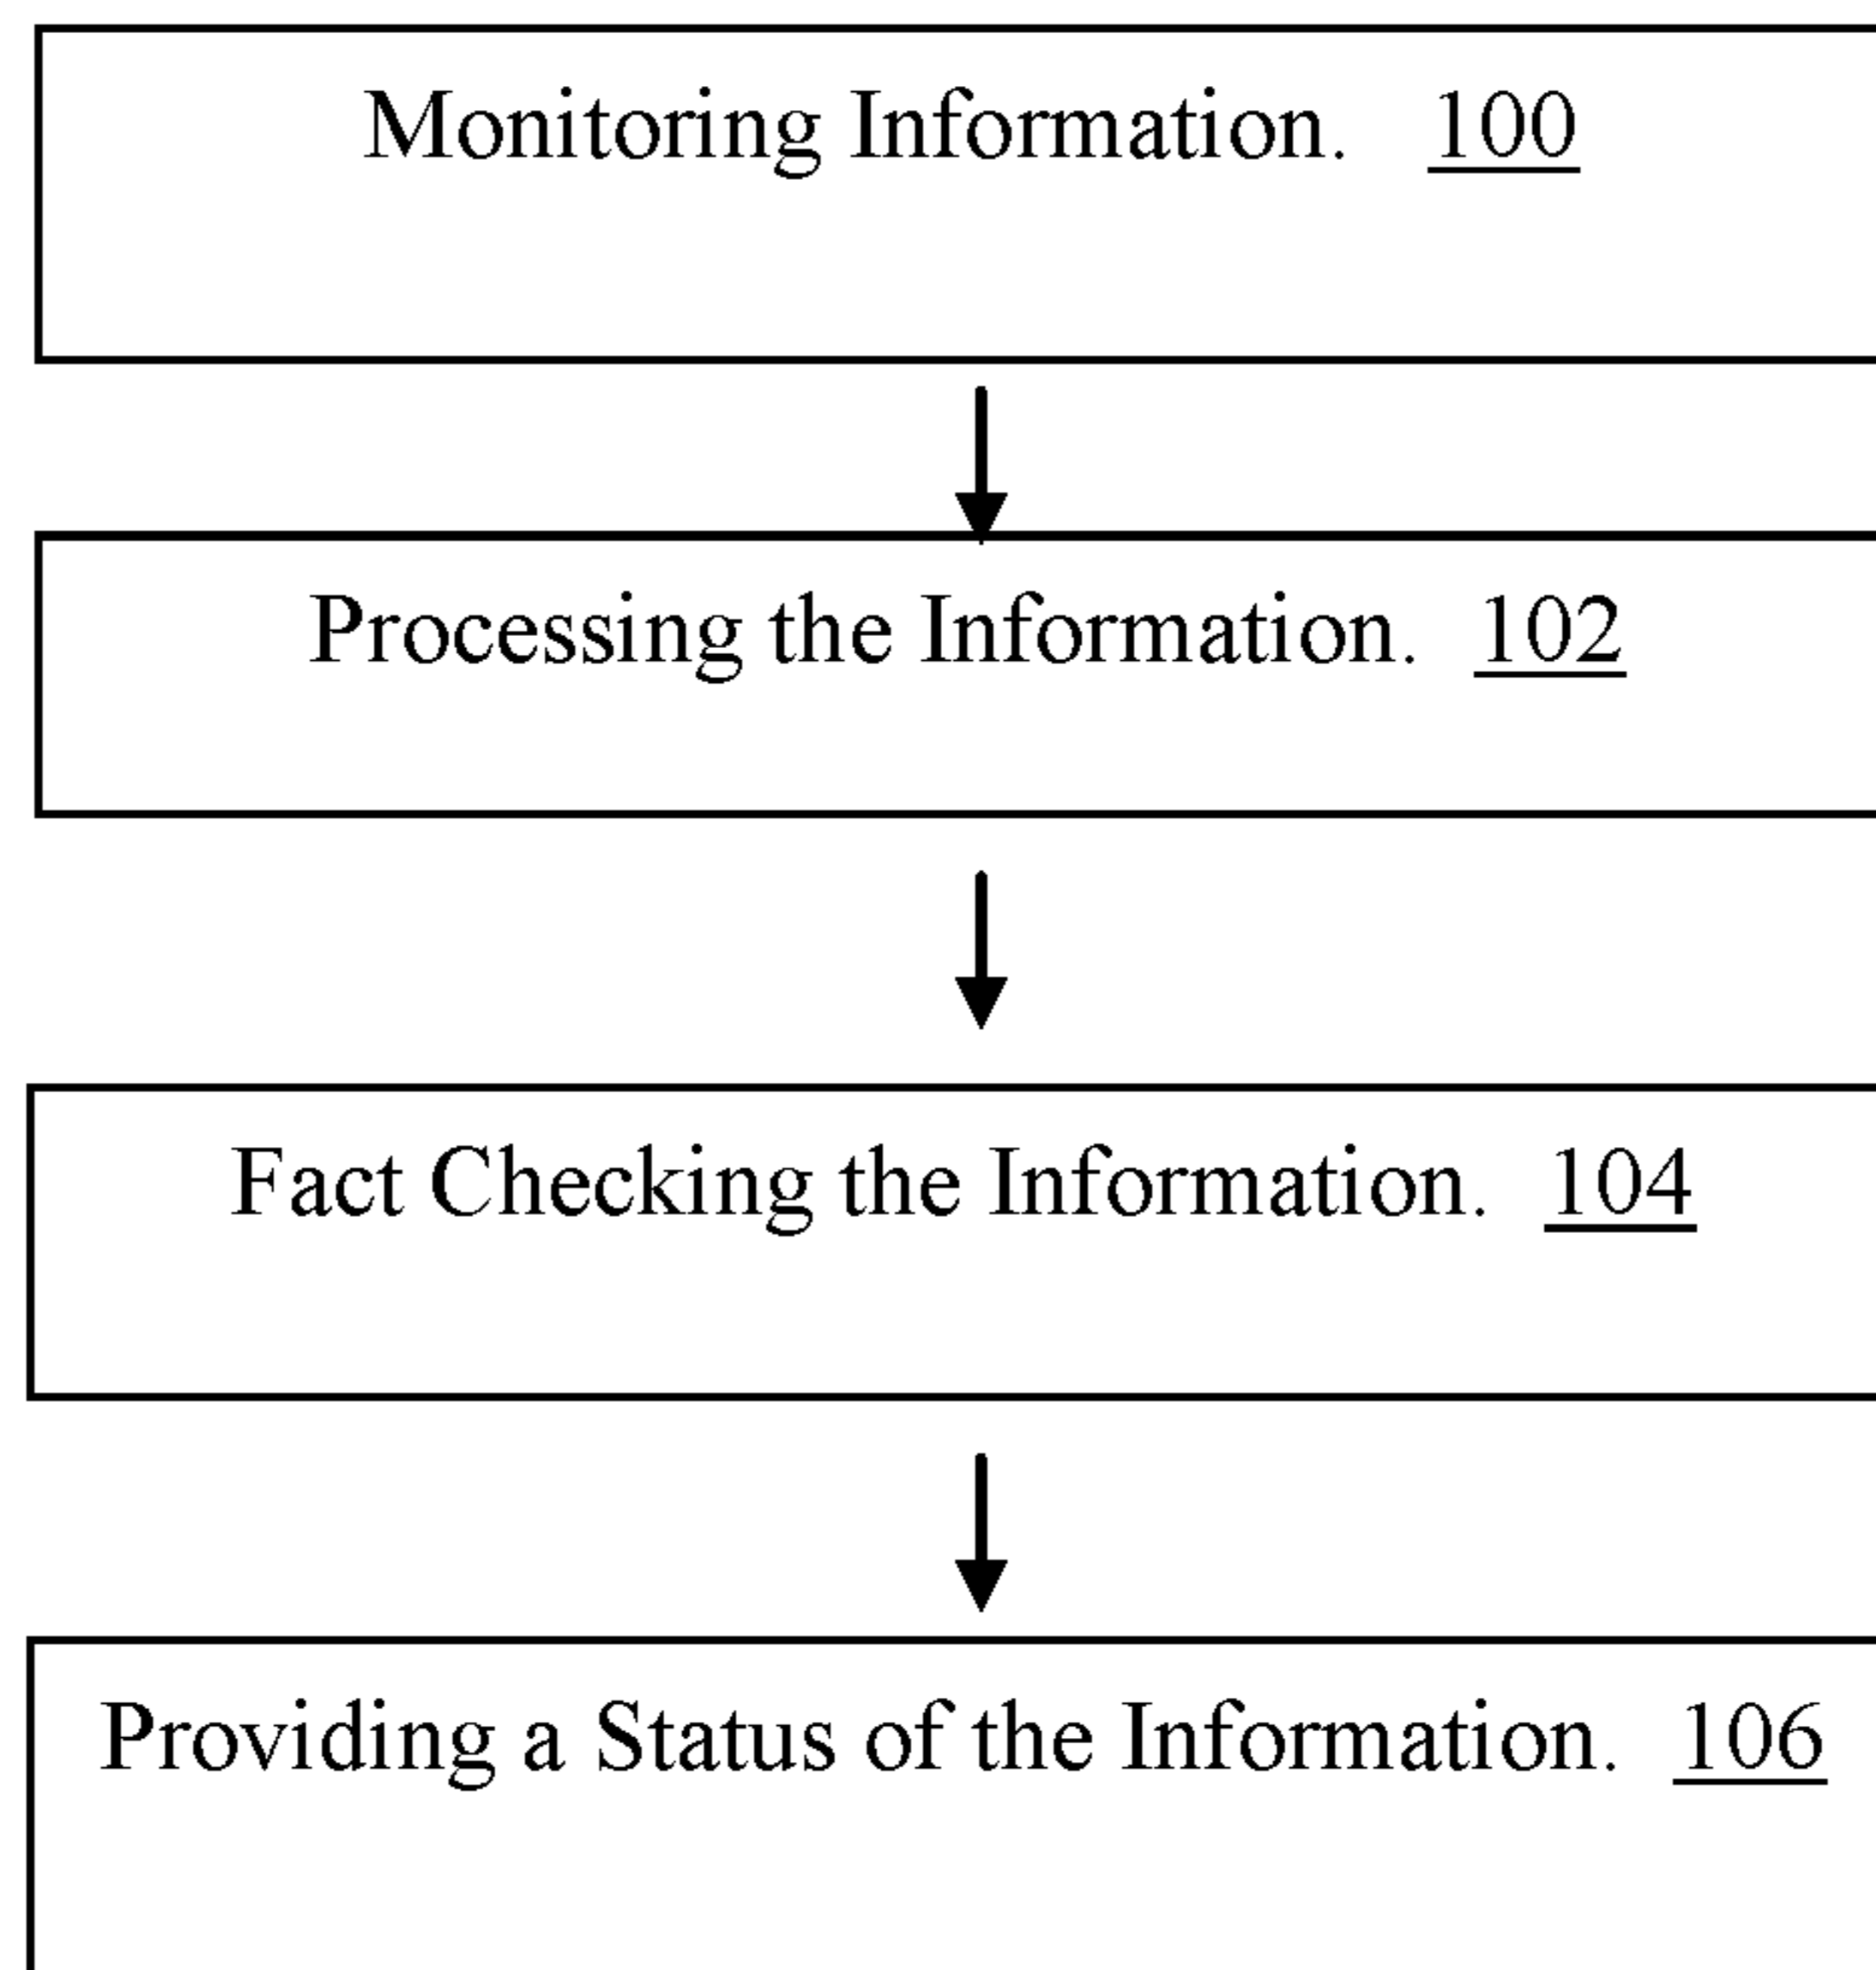 Monitoring Information. 100
Processing the Information. 102
Fact Checking the Information. 104
Providing a Status of the Information. 106